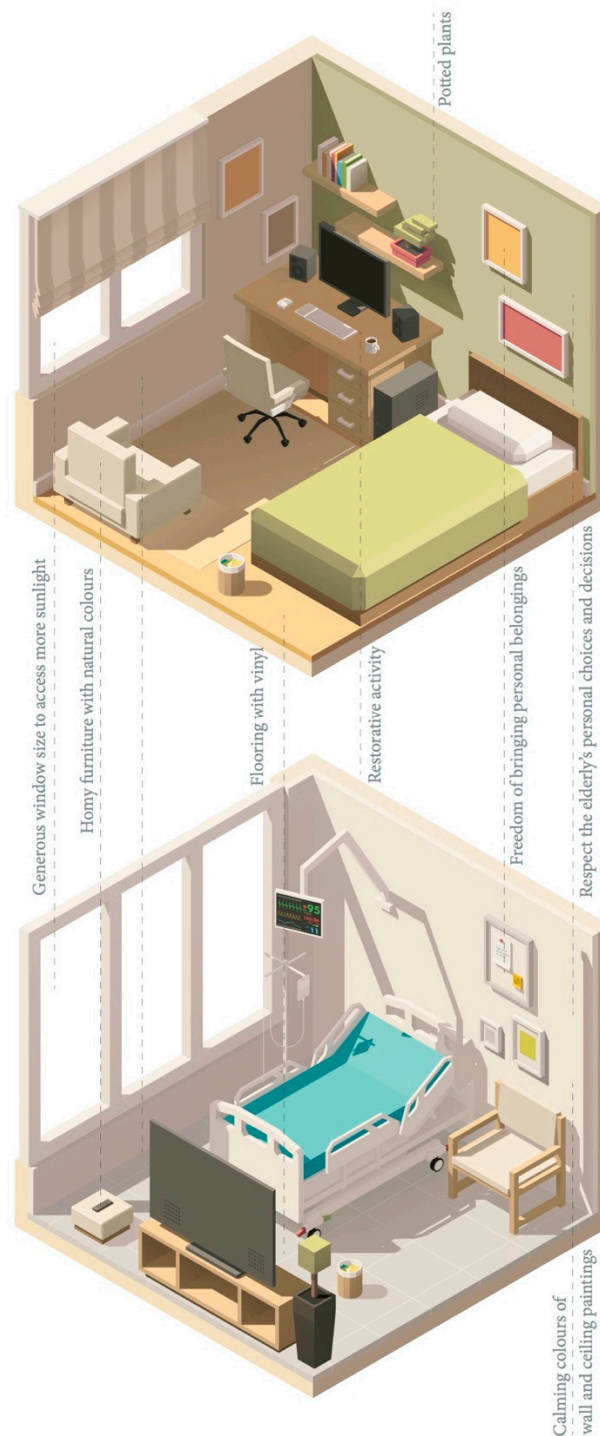 Potted plants
Generous window size to access more sunlight
Homy furniture with natural colours
Flooring with vinyl
Restorative activity
Freedom of bringing personal belongings
Respect the elderly's personal choices and decisions
95
11
Calming colours of
wall and ceiling paintings